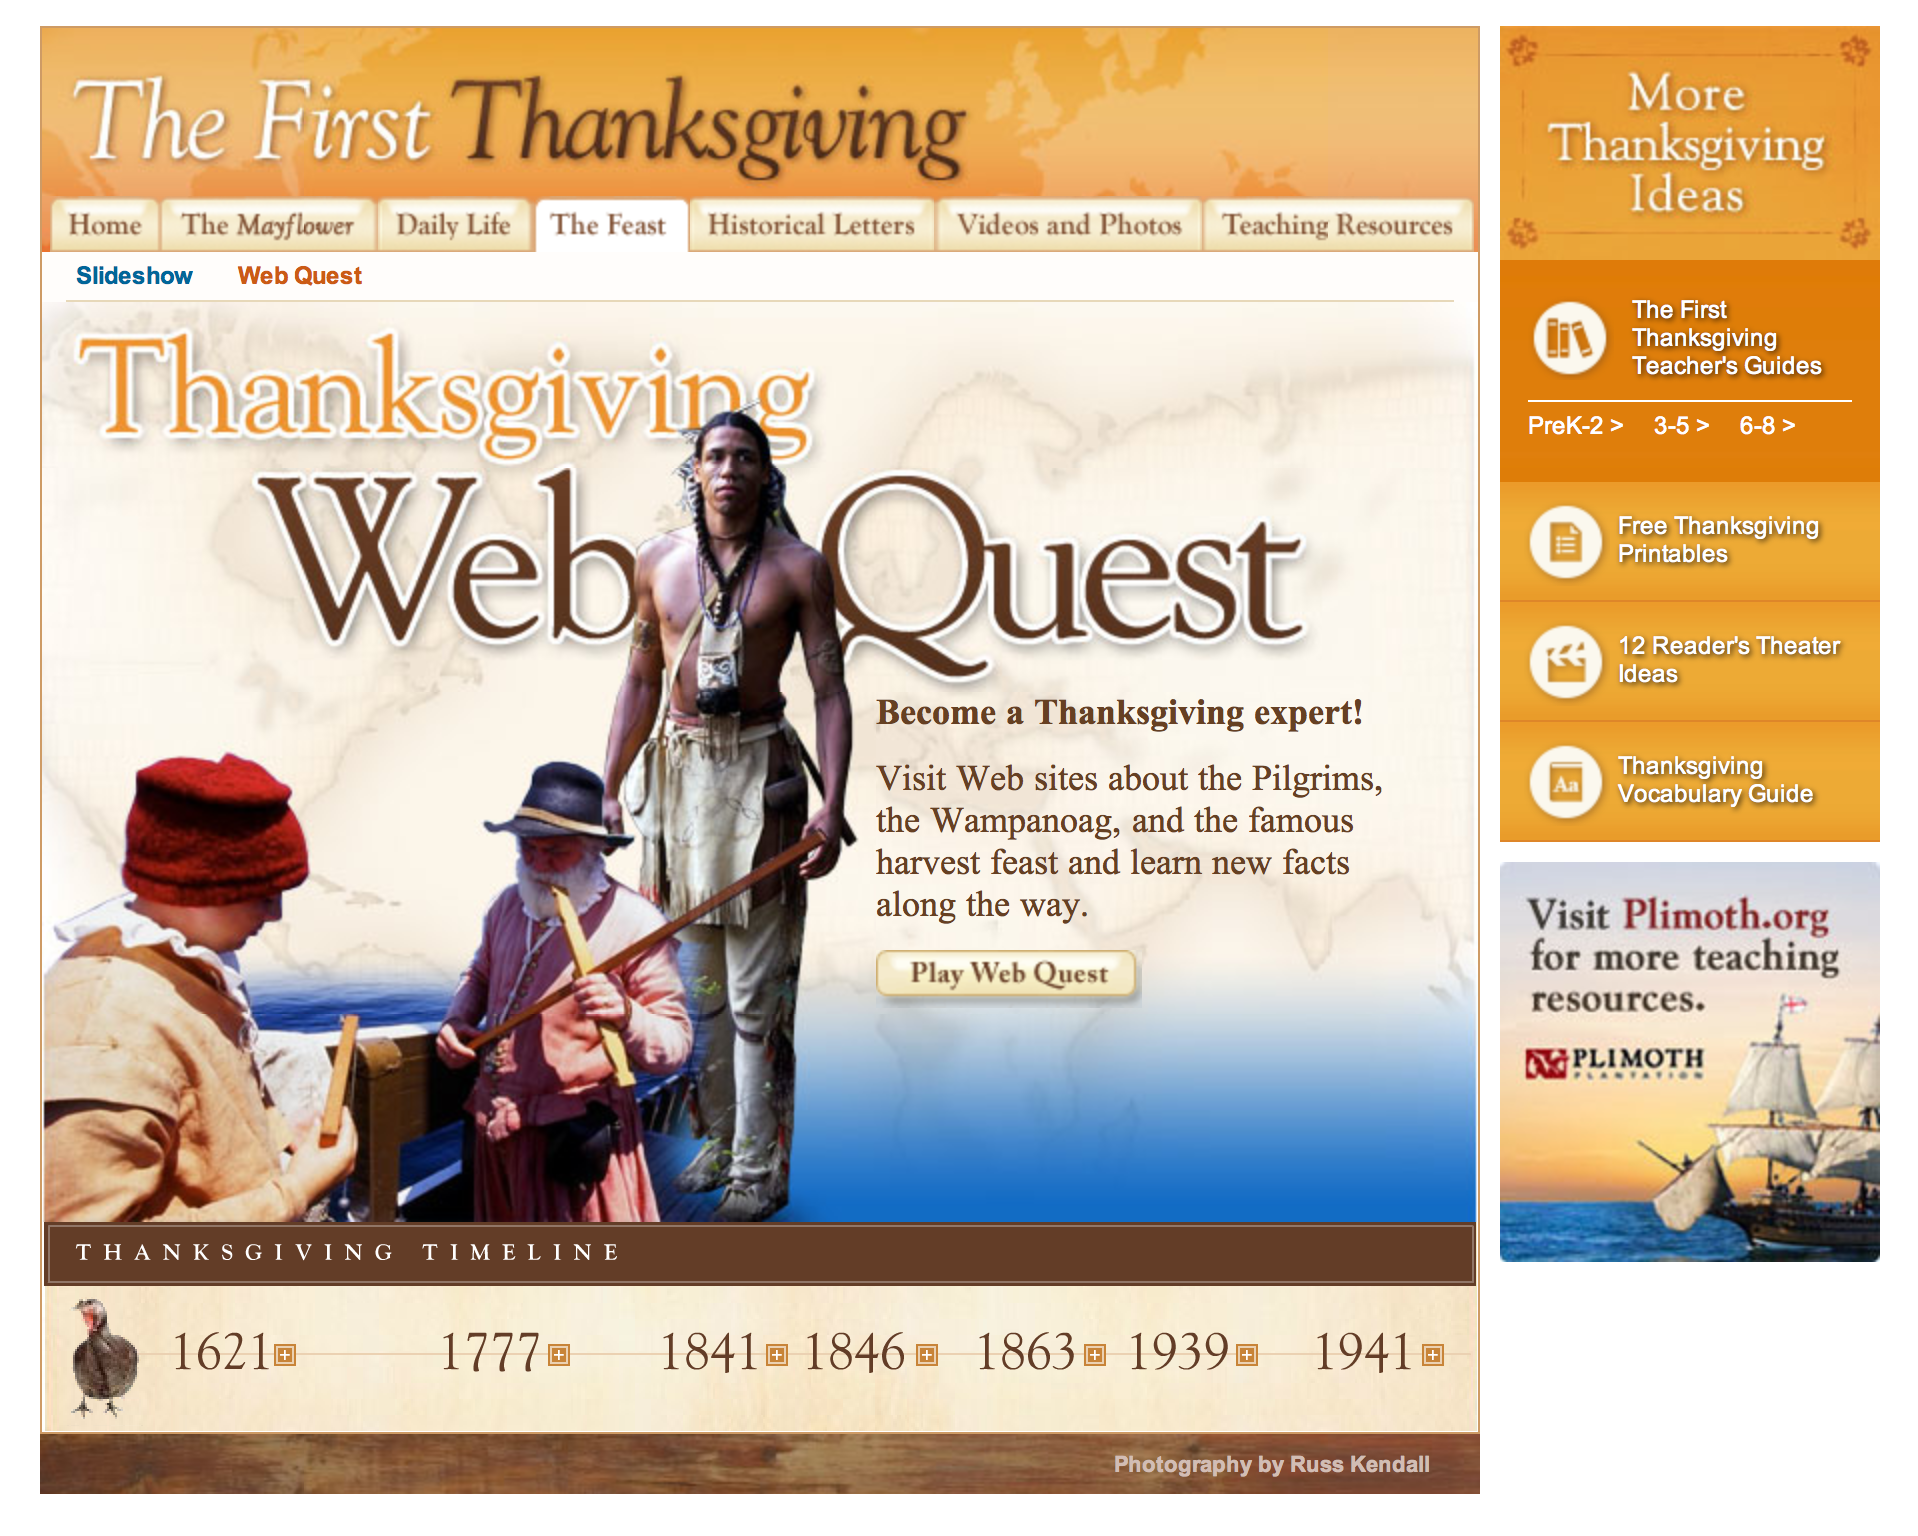 The First Thanksgiving
Home
The Mayflower
Daily Life
The Feast
Historical Letters
Videos and Photos
Teaching Resources
Slideshow
Web Quest
Thanksgiving
Web Quest
Become a Thanksgiving expert!
Visit Web sites about the Pilgrims,
the Wampanoag, and the famous
harvest feast and learn new facts
along the way.
Play Web Quest
THANKSGIVING TIMELINE
1621
1777
1841
1846
1863
1939
1941
Photography by Russ Kendall
More
Thanksgiving
Ideas
The First
Thanksgiving
Teacher's Guides
PreK-2 >
3-5 >
6-8 >
Free Thanksgiving
Printables
12 Reader's Theater
Ideas
Aa
Thanksgiving
Vocabulary Guide
Visit Plimoth.org
for more teaching
resources.
PLIMOTH
PLANTATION